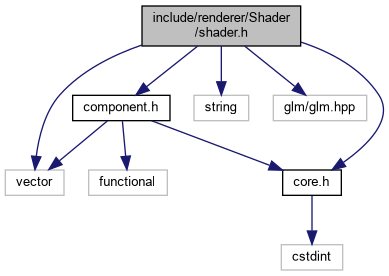 include/renderer/Shader
/shader.h
component.h
string
glm/glm.hpp
vector
functional
core.h
cstdint